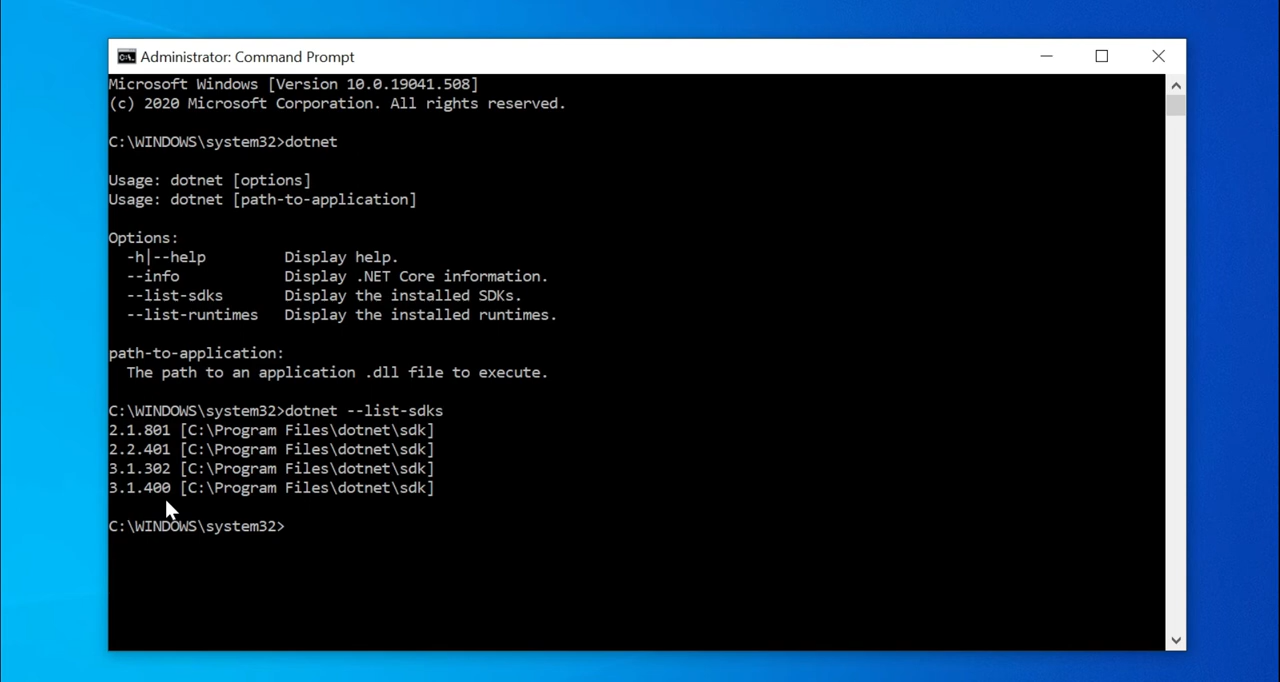 Administrator: Command Prompt
Microsoft Windows [Version 10.0.19041.508]
(c) 2020 Microsoft Corporation. All rights reserved.
C:\WINDOWS\system32>dotnet
Usage: dotnet [options]
Usage: dotnet [path-to-application]
Options:
-h|--help Display help.
--info Display .NET Core information.
--list-sdks Display the installed SDKs.
--list-runtimes Display the installed runtimes.
path-to-application:
The path to an application .dll file to execute.
C:\WINDOWS\system32>dotnet --list-sdks
2.1.801 [C:\Program Files\dotnet\sdk]
2.2.401 [C:\Program Files\dotnet\sdk]
3.1.302 [C:\Program Files\dotnet\sdk]
3.1.400 [C:\Program Files\dotnet\sdk]
C:\WINDOWS\system32>